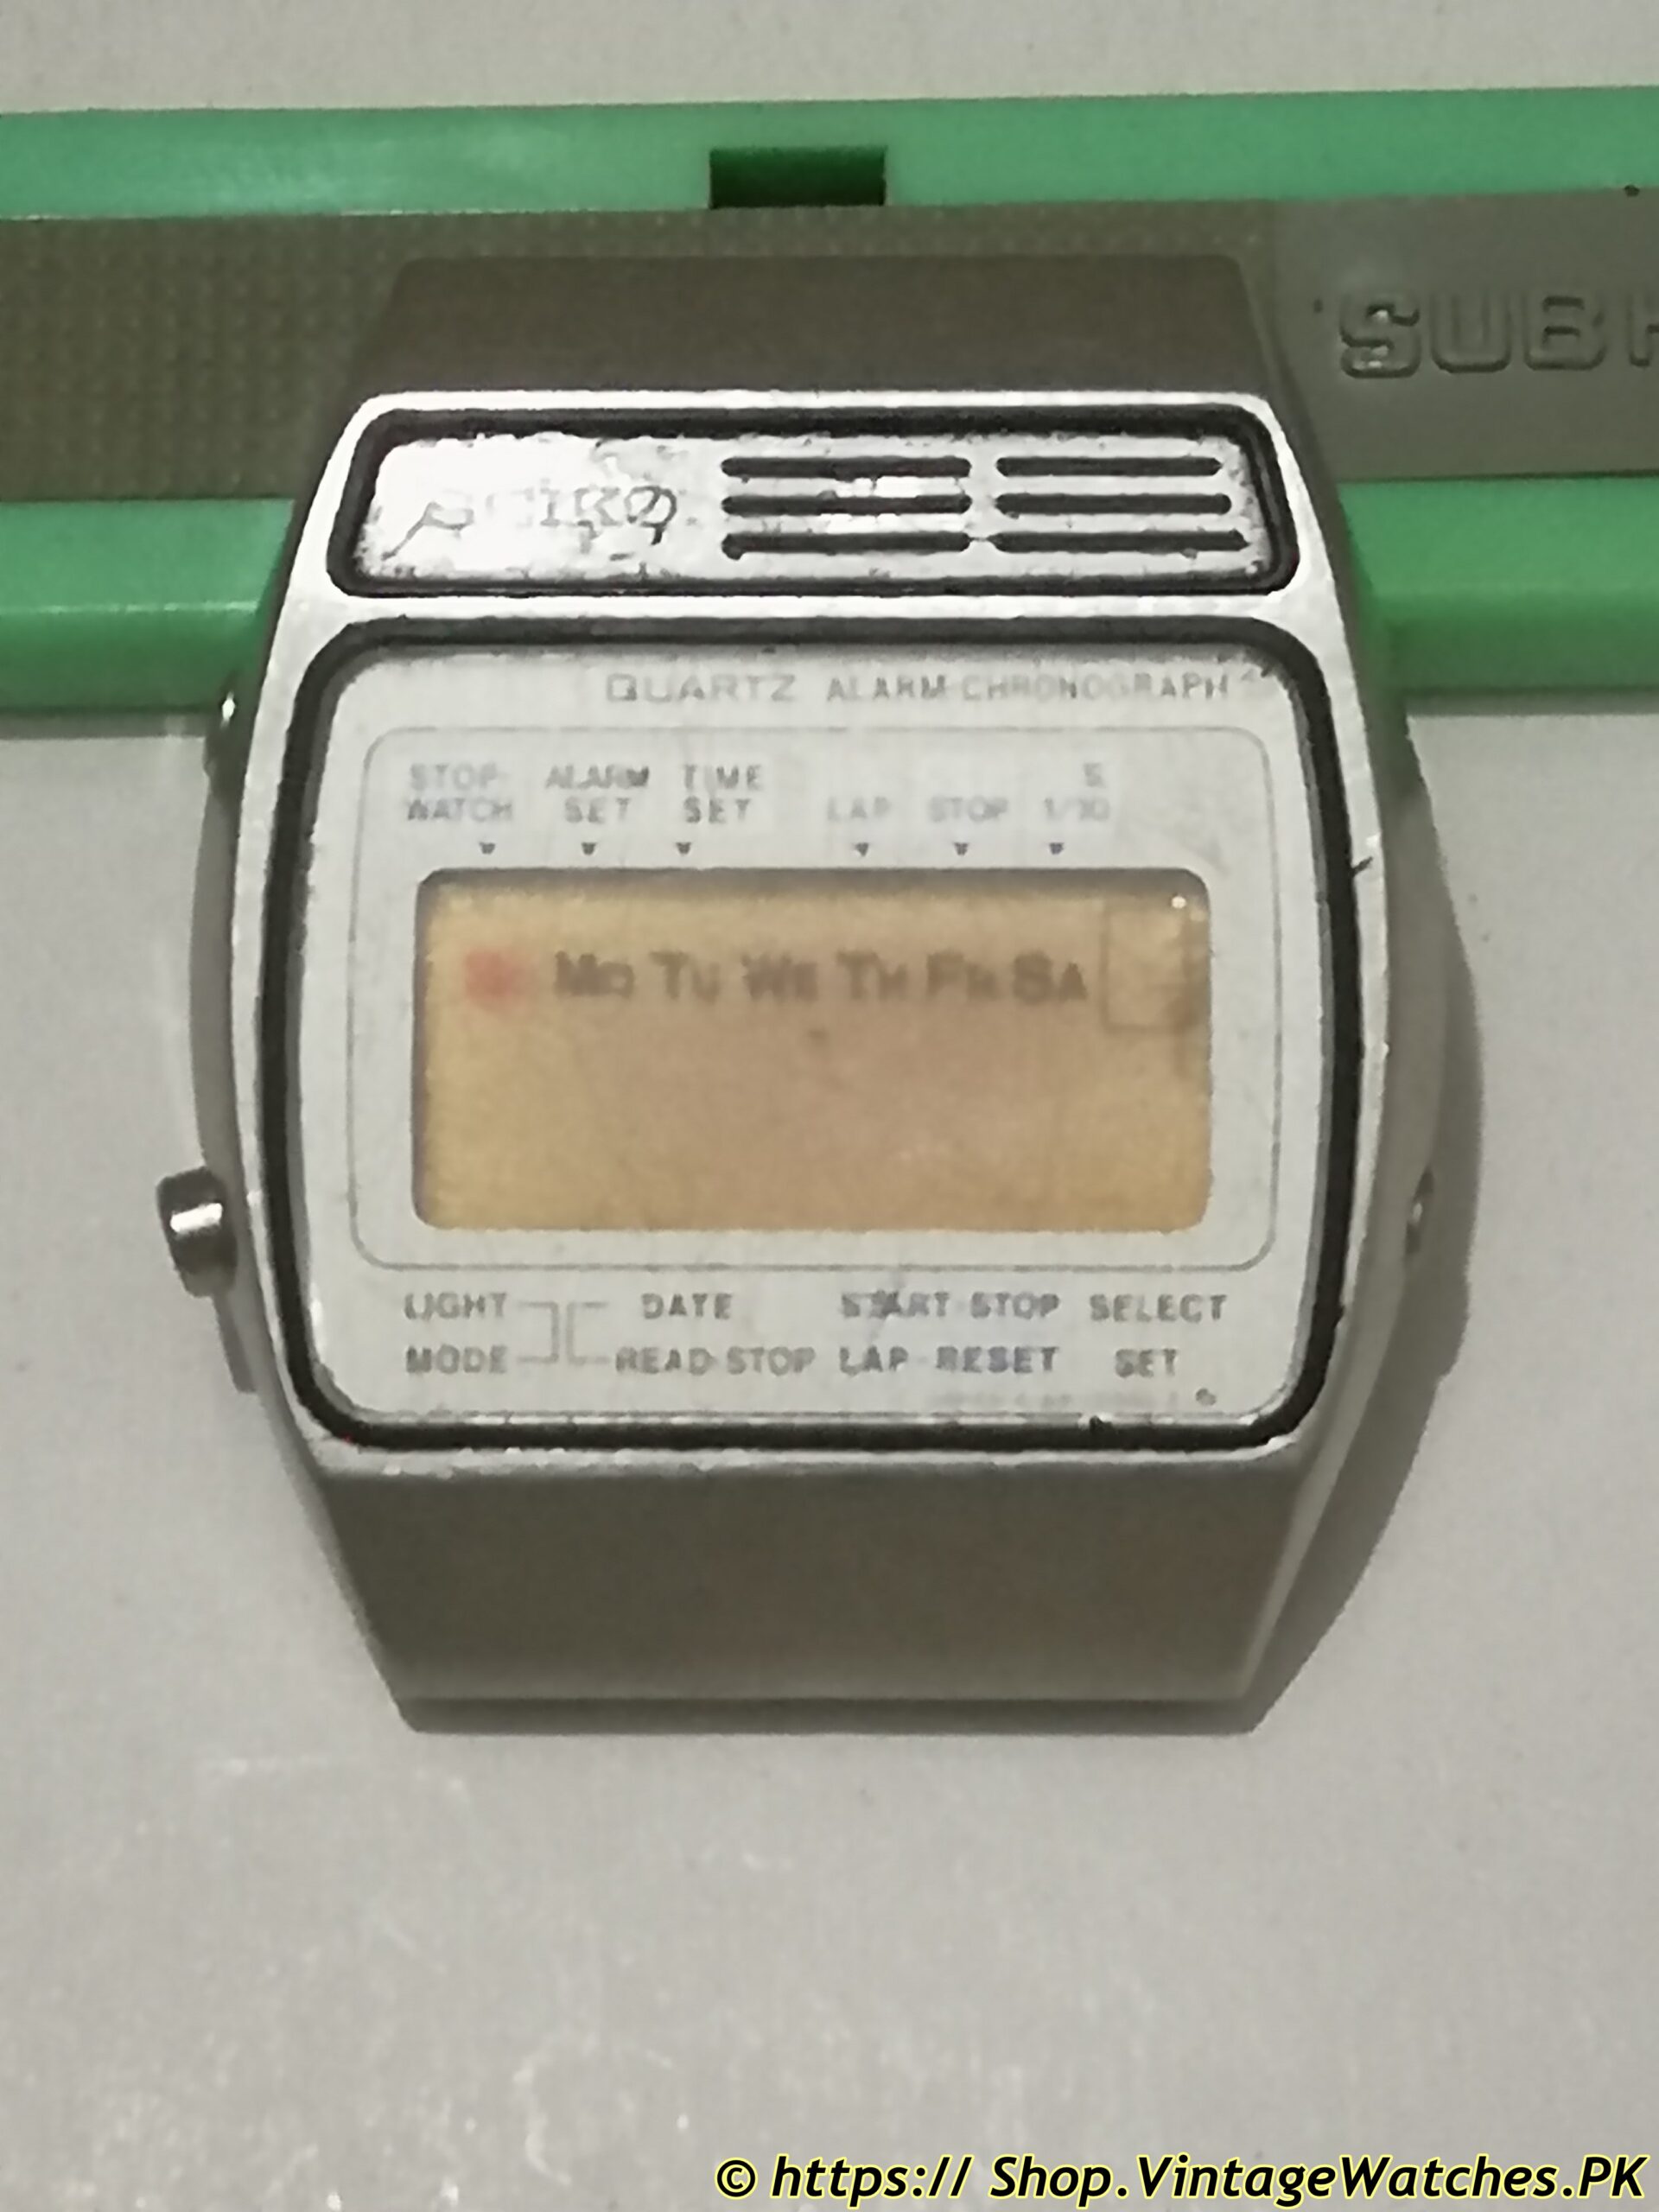 SUB
SEIKO
QUARTZ ALARM-CHRONOGRAPH
STOP- ALARM TIME S
WATCH SET SET LAP STOP 1/10
Mo Tu We Th Fr Sa
LIGHT DATE START·STOP SELECT
MODE READ·STOP LAP·RESET SET
© https:// Shop.VintageWatches.PK